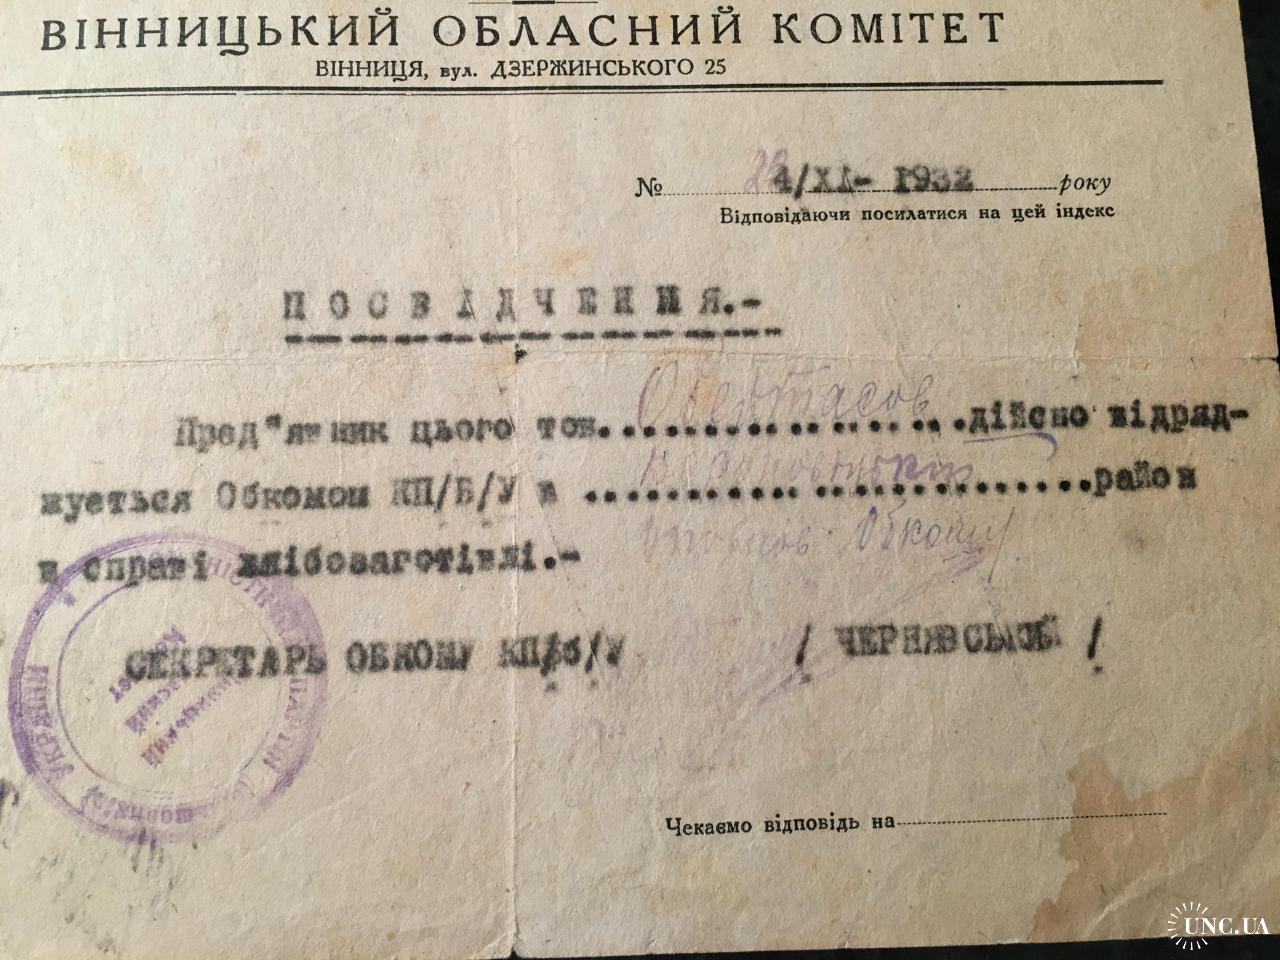 ВІННИЦЬКИЙ ОБЛАСНИЙ КОМІТЕТ
ВІННИЦЯ, вул. ДЗЕРЖИНСЬКОГО 25
№ 4/XI- 1932 року
Відповідаючи посилатися на цей індекс
ПОСВІДЧЕННЯ.-
Пред"явник цього тов. дійсно відряд-
жується Обкомом КП/Б/У в район
в справі хлібозаготівлі.-
Обкому
СЕКРЕТАРЬ ОБКОМУ КП/б/У / ЧЕРНЯВСЬКИЙ /
Чекаємо відповідь на
UNC.UA